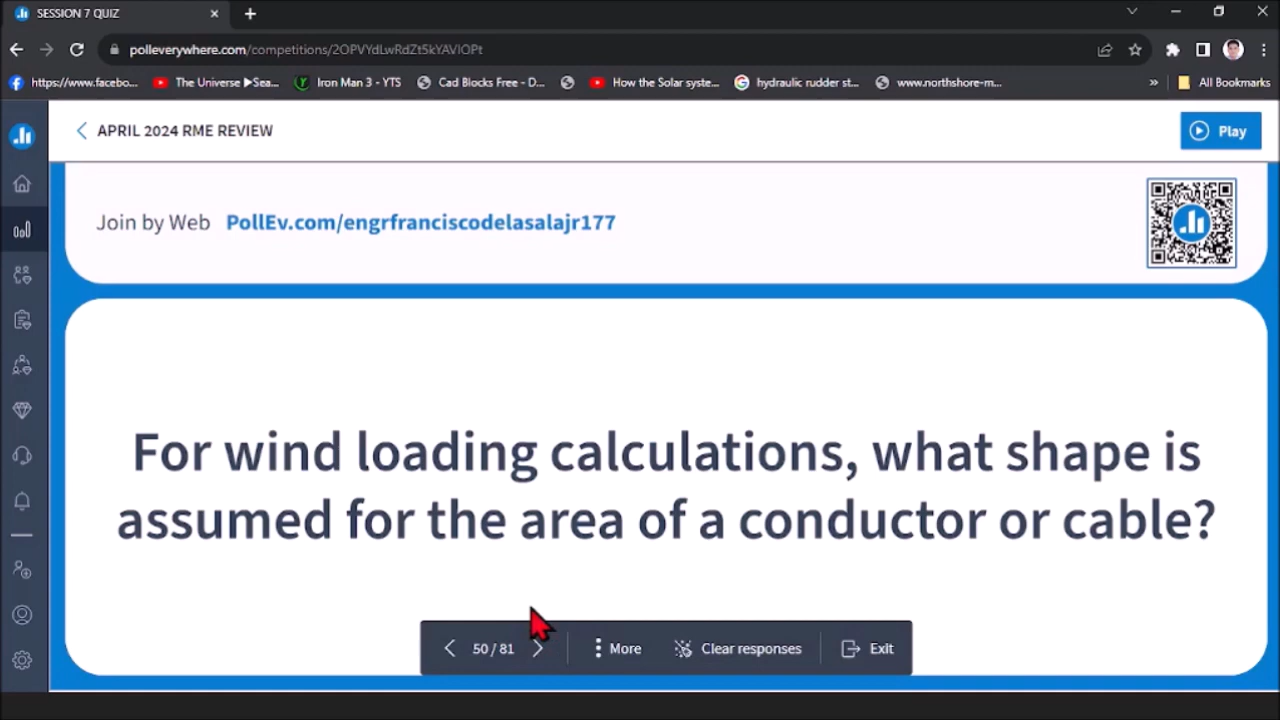 SESSION 7 QUIZ
polleverywhere.com/competitions/2OPVYdLwRdZt5kYAVIOPt
https://www.facebo... The Universe ▶Sea... Iron Man 3 - YTS Cad Blocks Free - D... How the Solar syste... hydraulic rudder st... www.northshore-m... » All Bookmarks
APRIL 2024 RME REVIEW
Play
Join by Web PollEv.com/engrfranciscodelasalajr177
For wind loading calculations, what shape is
assumed for the area of a conductor or cable?
50 / 81 More Clear responses Exit